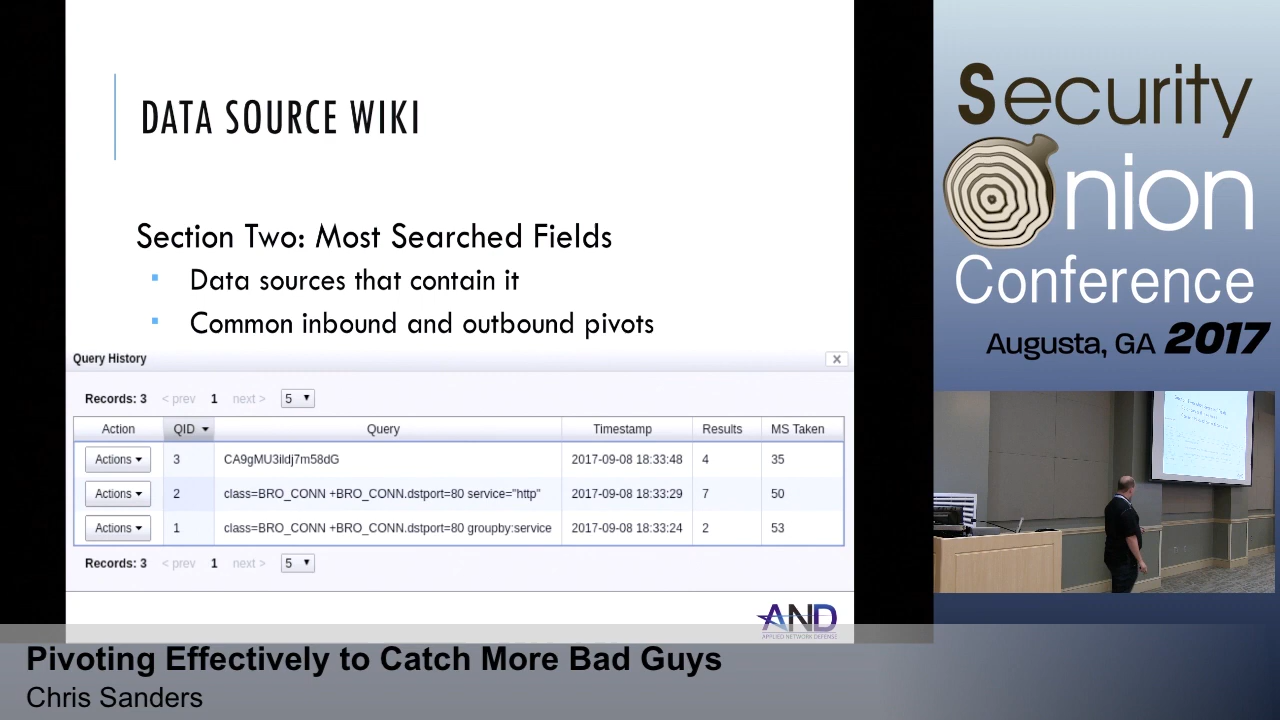 DATA SOURCE WIKI
Section Two: Most Searched Fields
▪ Data sources that contain it
▪ Common inbound and outbound pivots
Query History
X
Records: 3 < prev 1 next > 5
Action QID Query Timestamp Results MS Taken
Actions 3 CA9gMU3ildj7m58dG 2017-09-08 18:33:48 4 35
Actions 2 class=BRO_CONN +BRO_CONN.dstport=80 service="http" 2017-09-08 18:33:29 7 50
Actions 1 class=BRO_CONN +BRO_CONN.dstport=80 groupby:service 2017-09-08 18:33:24 2 53
Records: 3 < prev 1 next > 5
AND
APPLIED NETWORK DEFENSE
Security
Onion
Conference
Augusta, GA 2017
Pivoting Effectively to Catch More Bad Guys
Chris Sanders